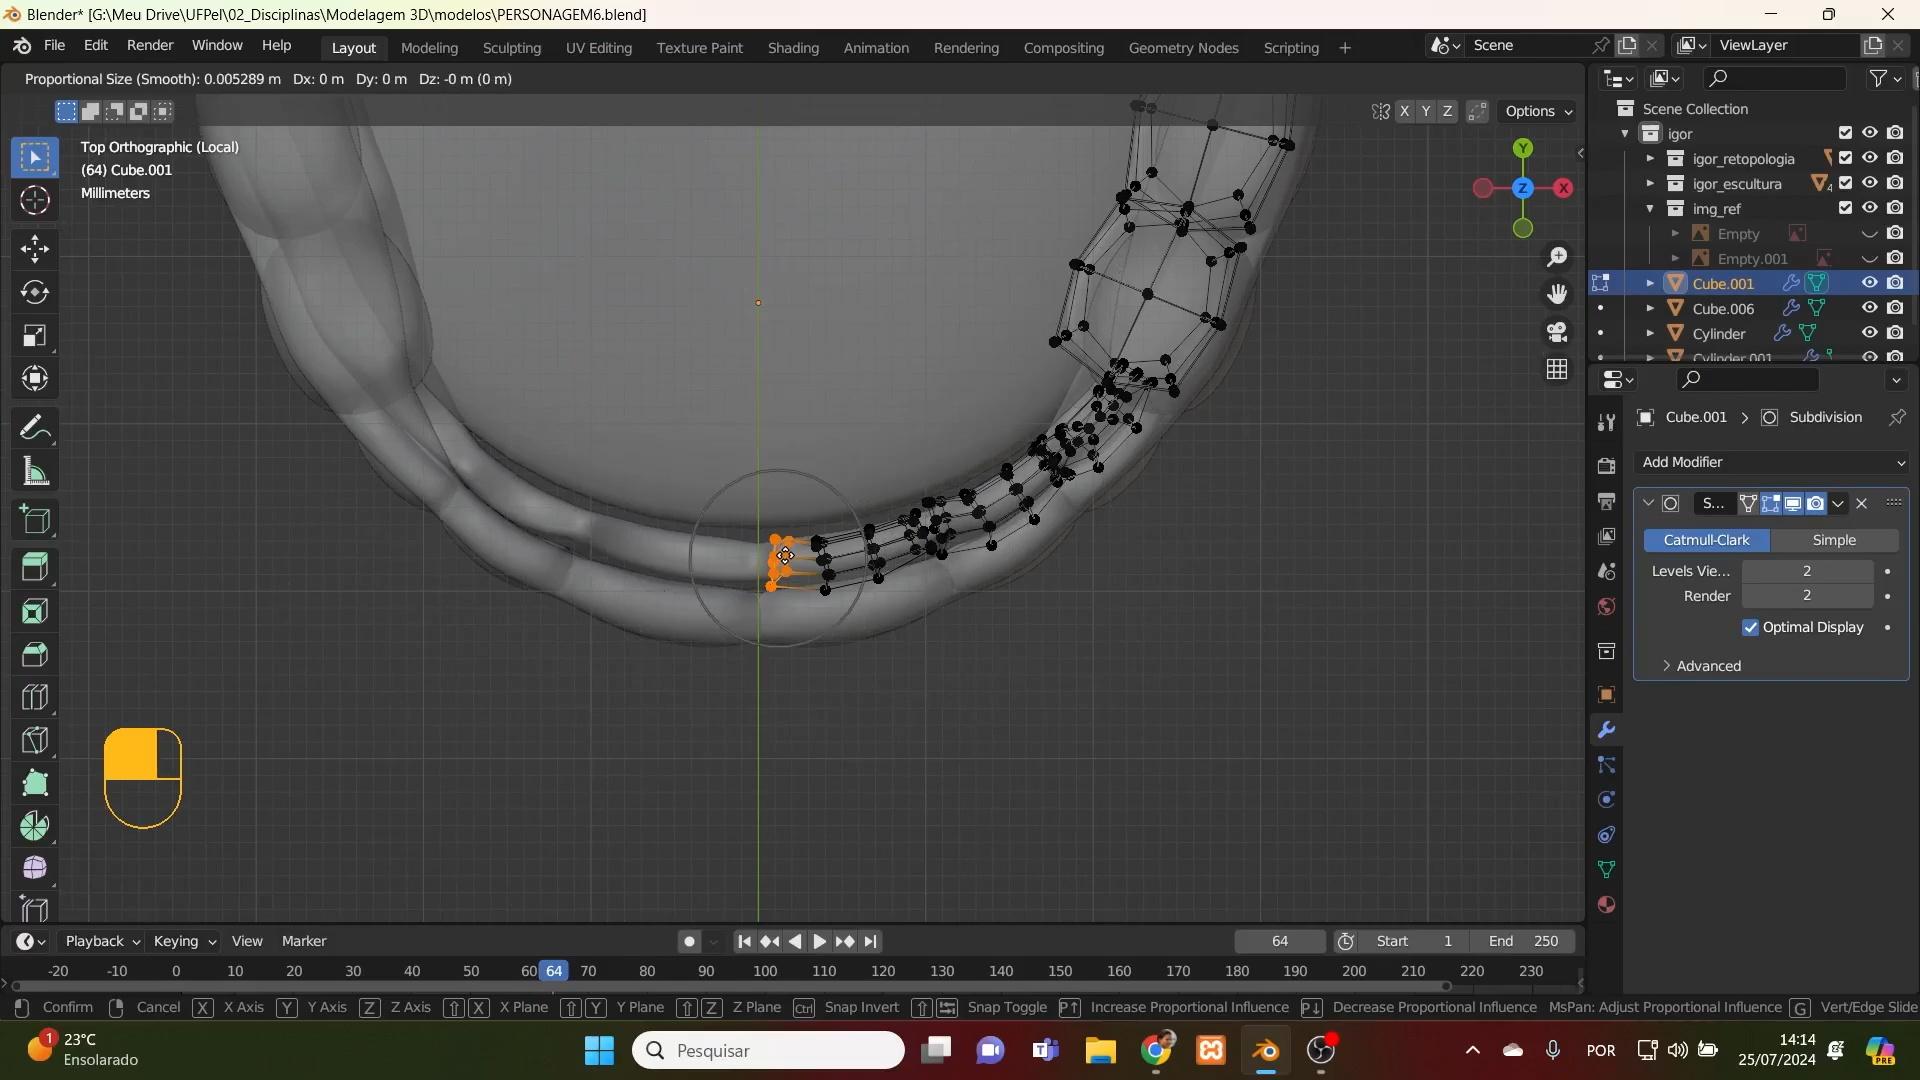 Blender* [G:\Meu Drive\UFPel\02_Disciplinas\Modelagem 3D\modelos\PERSONAGEM6.blend]
File Edit Render Window Help Layout Modeling Sculpting UV Editing Texture Paint Shading Animation Rendering Compositing Geometry Nodes Scripting + Scene ViewLayer
Proportional Size (Smooth): 0.005289 m Dx: 0 m Dy: 0 m Dz: -0 m (0 m)
X Y Z Options
Top Orthographic (Local)
(64) Cube.001
Millimeters
Y
Z X
Scene Collection
igor
igor_retopologia
igor_escultura 4
img_ref
Empty
Empty.001
Cube.001
Cube.006
Cylinder
Cylinder.001
Cube.001 > Subdivision
Add Modifier
S...
Catmull-Clark Simple
Levels Vie... 2
Render 2
Optimal Display
Advanced
Playback Keying View Marker 64 Start 1 End 250
-20 -10 0 10 20 30 40 50 60 64 70 80 90 100 110 120 130 140 150 160 170 180 190 200 210 220 230
Confirm Cancel X X Axis Y Y Axis Z Z Axis X X Plane Y Y Plane Z Z Plane Ctrl Snap Invert Snap Toggle P↑ Increase Proportional Influence P↓ Decrease Proportional Influence MsPan: Adjust Proportional Influence G Vert/Edge Slide
1
23°C
Ensolarado
Pesquisar
POR
14:14
25/07/2024
PRE